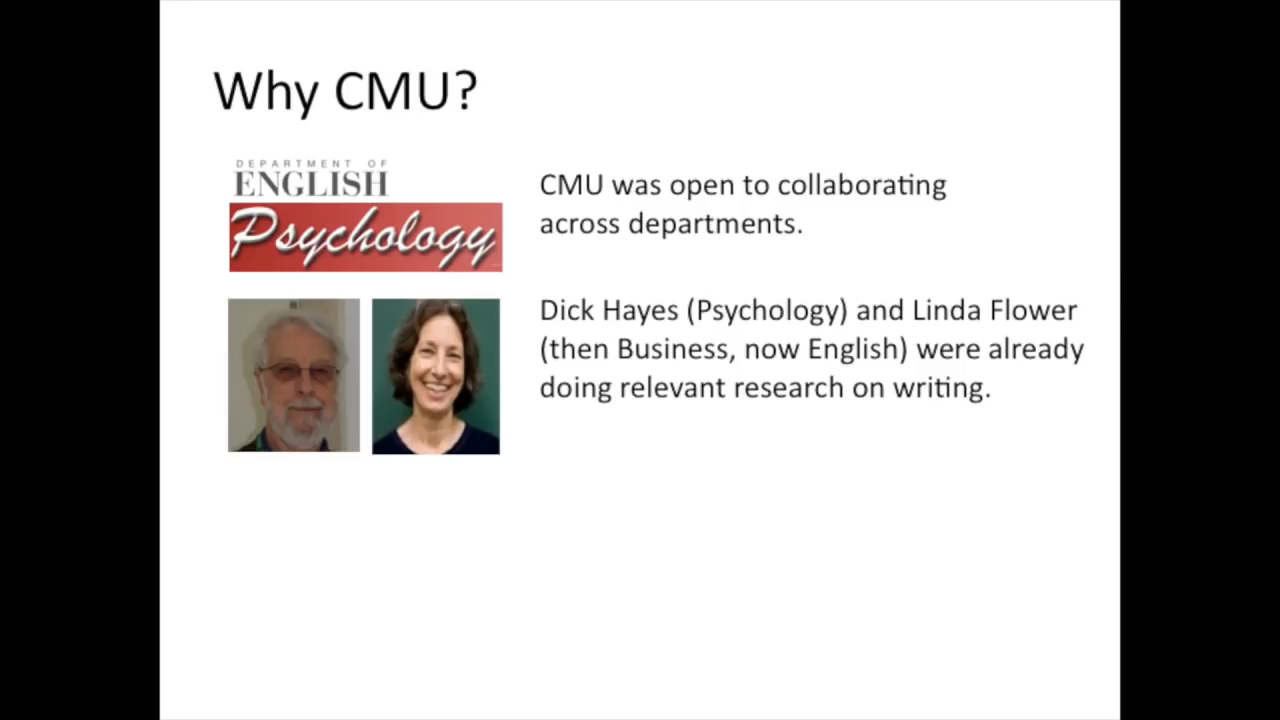 Why CMU?
DEPARTMENT OF
ENGLISH
Psychology
CMU was open to collaborating
across departments.
Dick Hayes (Psychology) and Linda Flower
(then Business, now English) were already
doing relevant research on writing.